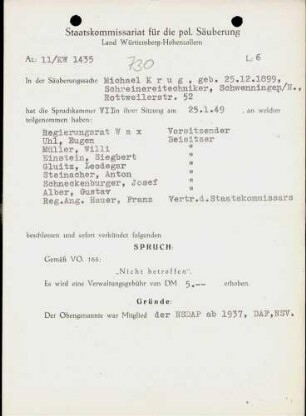 Staatskommissariat für die pol. Säuberung
Land Württemberg-Hohenzollern
Az: 11/KW 1435
730
L: 6
In der Säuberungssache Michael Krug, geb. 25.12.1899,
Schreinereitechniker, Schwenningen/N.,
Rottweilerstr. 52
hat die Spruchkammer VII in ihrer Sitzung am 25.1.49 , an welcher
teilgenommen haben:
Regierungsrat Wax Vorsitzender
Uhl, Eugen Beisitzer
Müller, Willi "
Einstein, Siegbert "
Gluitz, Leodegar "
Steinacher, Anton "
Schneckenburger, Josef "
Alber, Gustav "
Reg.Ang. Hauer, Franz Vertr.d.Staatskommissars
beschlossen und sofort verkündet folgenden
SPRUCH:
Gemäß VO. 166:
„Nicht betroffen".
Es wird eine Verwaltungsgebühr von DM 5.-- erhoben.
Gründe:
Der Obengenannte war Mitglied der NSDAP ab 1937, DAF, NSV.